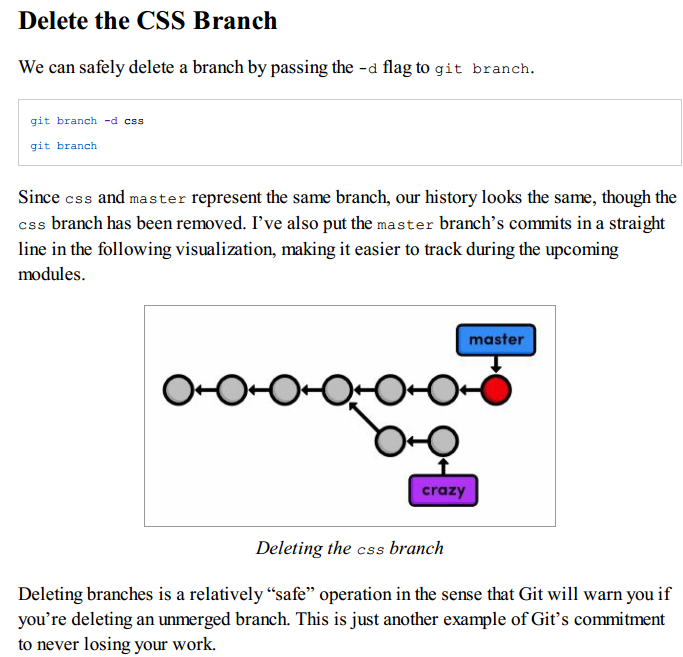 Delete the CSS Branch
We can safely delete a branch by passing the -d flag to git branch.
git branch -d css
git branch
Since css and master represent the same branch, our history looks the same, though the
css branch has been removed. I’ve also put the master branch’s commits in a straight
line in the following visualization, making it easier to track during the upcoming
modules.
master
crazy
Deleting the css branch
Deleting branches is a relatively “safe” operation in the sense that Git will warn you if
you’re deleting an unmerged branch. This is just another example of Git’s commitment
to never losing your work.